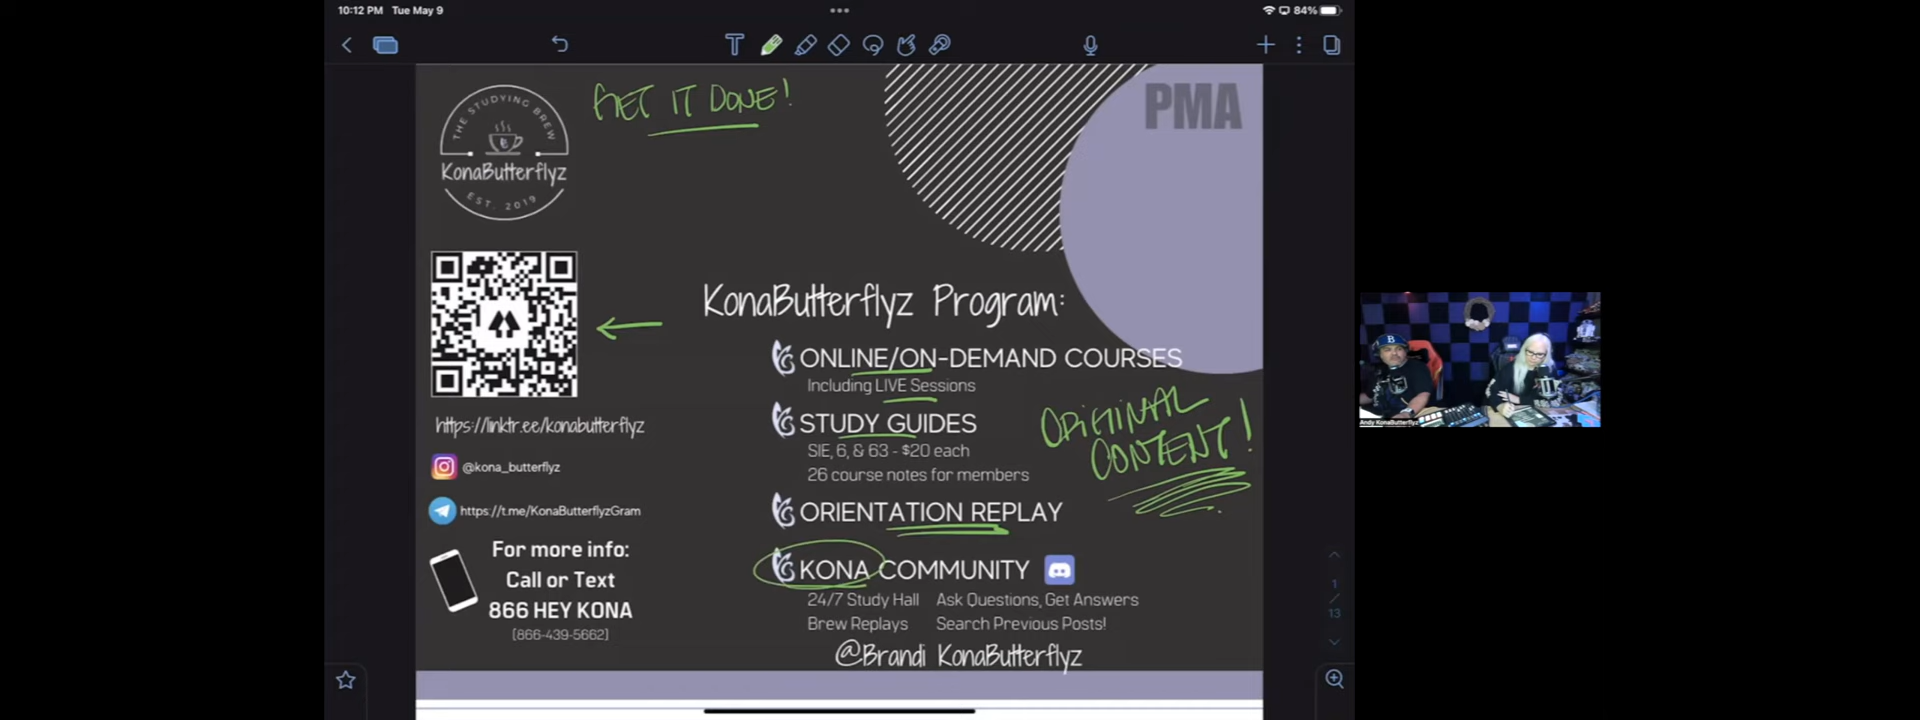 10:12 PM Tue May 9
84%
GET IT DONE!
PMA
THE STUDYING BREW
KonaButterflyz
EST. 2019
KonaButterflyz Program:
ONLINE/ON-DEMAND COURSES
Including LIVE Sessions
STUDY GUIDES
SIE, 6, & 63 - $20 each
26 course notes for members
ORIGINAL
CONTENT!
ORIENTATION REPLAY
KONA COMMUNITY
24/7 Study Hall Ask Questions, Get Answers
Brew Replays Search Previous Posts!
@Brandi KonaButterflyz
https://linktr.ee/konabutterflyz
@kona_butterflyz
https://t.me/KonaButterflyzGram
For more info:
Call or Text
866 HEY KONA
(866-439-5662)
1
/
13
B
Andy KonaButterflyz